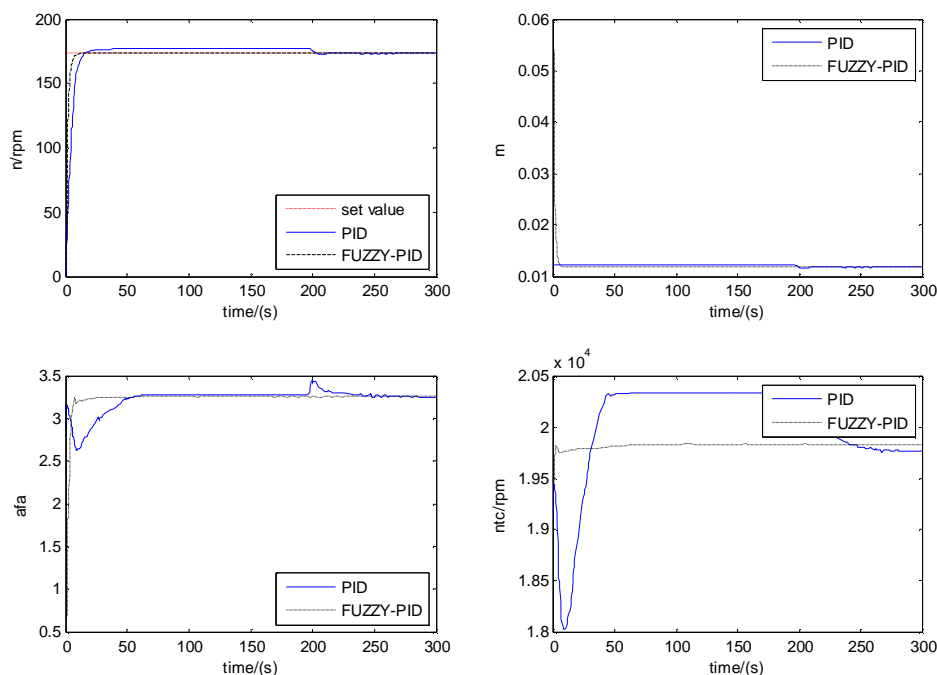 200
150
100
50
0
n/rpm
set value
PID
FUZZY-PID
0 50 100 150 200 250 300
time/(s)
0.06
0.05
0.04
0.03
0.02
0.01
m
PID
FUZZY-PID
0 50 100 150 200 250 300
time/(s)
3.5
3
2.5
2
1.5
1
0.5
afa
PID
FUZZY-PID
0 50 100 150 200 250 300
time/(s)
x 10^4
2.05
2
1.95
1.9
1.85
1.8
ntc/rpm
PID
FUZZY-PID
0 50 100 150 200 250 300
time/(s)